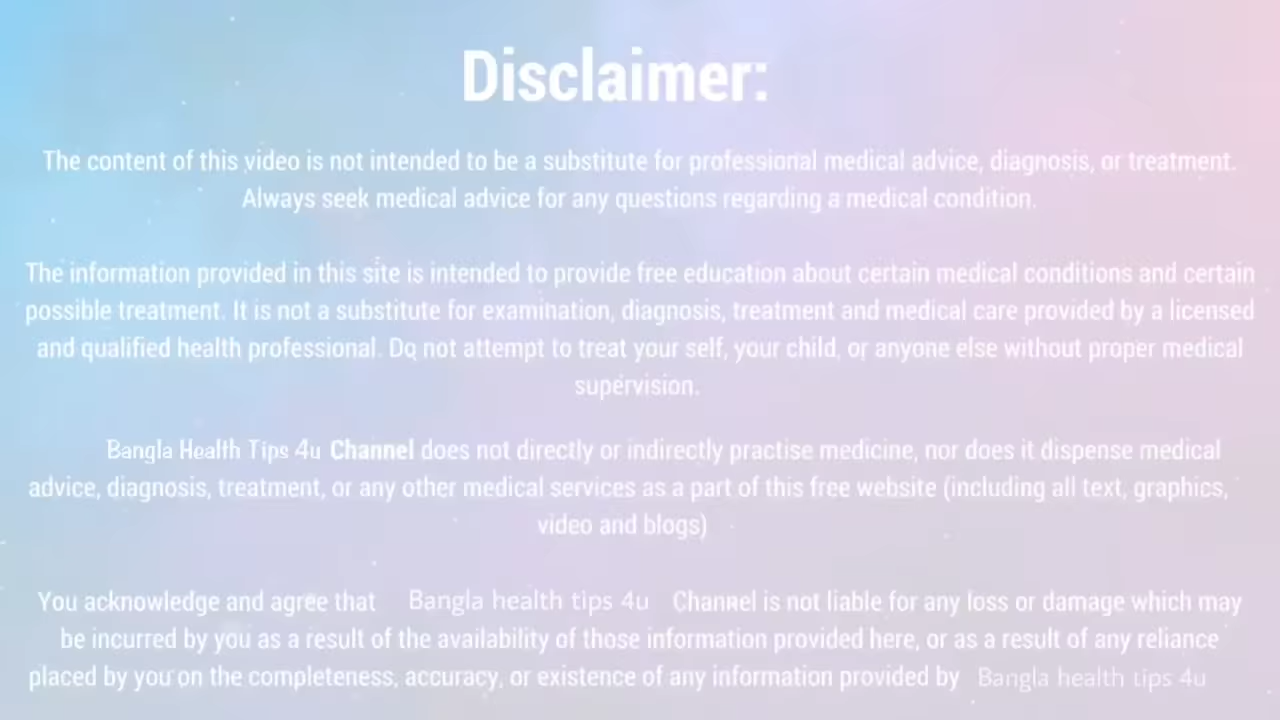 Disclaimer:
The content of this video is not intended to be a substitute for professional medical advice, diagnosis, or treatment.
Always seek medical advice for any questions regarding a medical condition.
The information provided in this site is intended to provide free education about certain medical conditions and certain
possible treatment. It is not a substitute for examination, diagnosis, treatment and medical care provided by a licensed
and qualified health professional. Do not attempt to treat your self, your child, or anyone else without proper medical
supervision.
Bangla Health Tips 4u Channel does not directly or indirectly practise medicine, nor does it dispense medical
advice, diagnosis, treatment, or any other medical services as a part of this free website (including all text, graphics,
video and blogs)
You acknowledge and agree that Bangla health tips 4u Channel is not liable for any loss or damage which may
be incurred by you as a result of the availability of those information provided here, or as a result of any reliance
placed by you on the completeness, accuracy, or existence of any information provided by Bangla health tips 4u